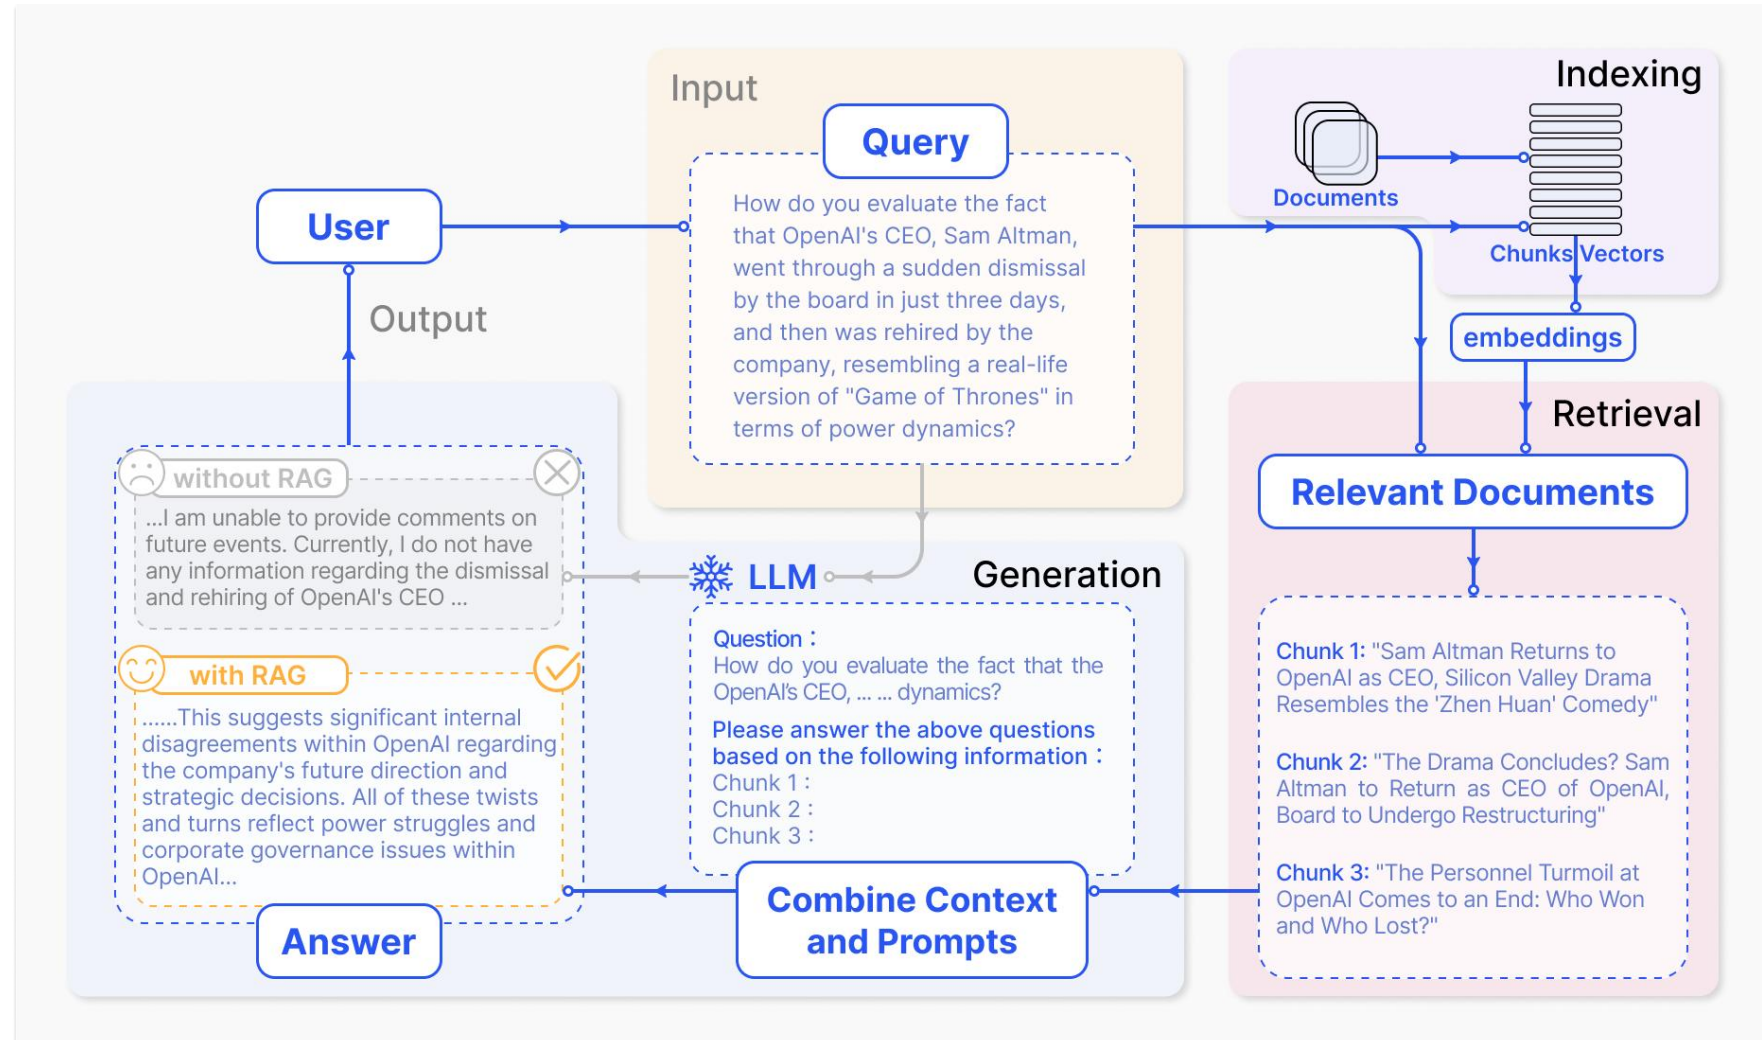 Input
Query
How do you evaluate the fact
that OpenAI's CEO, Sam Altman,
went through a sudden dismissal
by the board in just three days,
and then was rehired by the
company, resembling a real-life
version of "Game of Thrones" in
terms of power dynamics?
Indexing
Documents
Chunks Vectors
embeddings
User
Output
Retrieval
Relevant Documents
Chunk 1: "Sam Altman Returns to
OpenAI as CEO, Silicon Valley Drama
Resembles the 'Zhen Huan' Comedy"
Chunk 2: "The Drama Concludes? Sam
Altman to Return as CEO of OpenAI,
Board to Undergo Restructuring"
Chunk 3: "The Personnel Turmoil at
OpenAI Comes to an End: Who Won
and Who Lost?"
Generation
LLM
Question :
How do you evaluate the fact that the
OpenAI's CEO, ... ... dynamics?
Please answer the above questions
based on the following information :
Chunk 1 :
Chunk 2 :
Chunk 3 :
Combine Context
and Prompts
without RAG
...I am unable to provide comments on
future events. Currently, I do not have
any information regarding the dismissal
and rehiring of OpenAI's CEO ...
with RAG
......This suggests significant internal
disagreements within OpenAI regarding
the company's future direction and
strategic decisions. All of these twists
and turns reflect power struggles and
corporate governance issues within
OpenAI...
Answer